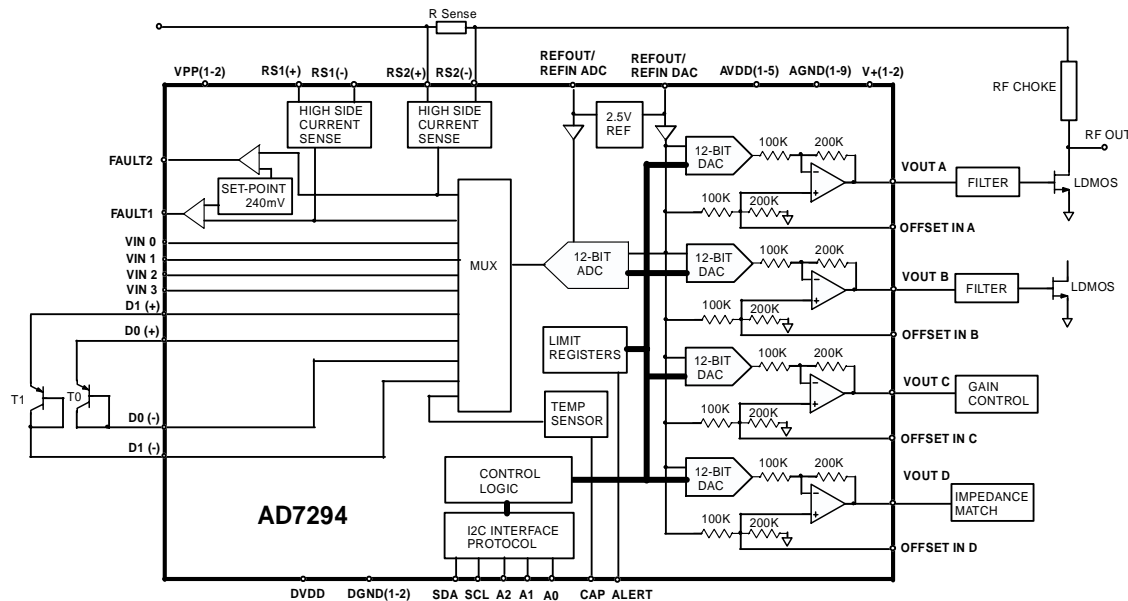 R Sense
REFOUT/
REFIN ADC
REFOUT/
REFIN DAC
VPP(1-2)
RS1(+)
RS1(-)
RS2(+)
RS2(-)
AVDD(1-5)
AGND(1-9)
V+(1-2)
RF CHOKE
RF OUT
HIGH SIDE
CURRENT
SENSE
HIGH SIDE
CURRENT
SENSE
2.5V
REF
12-BIT
DAC
100K
200K
FAULT2
SET-POINT
240mV
FAULT1
VOUT A
FILTER
LDMOS
100K
200K
OFFSET IN A
VIN 0
VIN 1
VIN 2
VIN 3
D1 (+)
D0 (+)
MUX
12-BIT
ADC
12-BIT
DAC
100K
200K
VOUT B
FILTER
LDMOS
100K
200K
OFFSET IN B
LIMIT
REGISTERS
12-BIT
DAC
100K
200K
VOUT C
GAIN
CONTROL
T1
T0
D0 (-)
D1 (-)
TEMP
SENSOR
100K
200K
OFFSET IN C
CONTROL
LOGIC
12-BIT
DAC
100K
200K
VOUT D
IMPEDANCE
MATCH
AD7294
I2C INTERFACE
PROTOCOL
100K
200K
OFFSET IN D
DVDD
DGND(1-2)
SDA
SCL
A2
A1
A0
CAP
ALERT